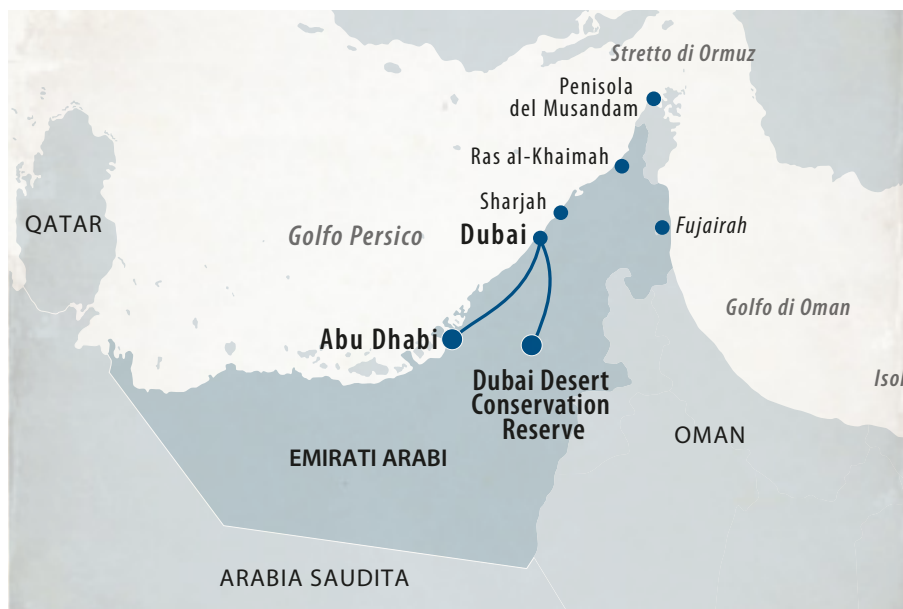 Stretto di Ormuz
Penisola
del Musandam
Ras al-Khaimah
Sharjah
QATAR
Golfo Persico
Dubai
Fujairah
Golfo di Oman
Abu Dhabi
Dubai Desert
Conservation
Reserve
Isol
OMAN
EMIRATI ARABI
ARABIA SAUDITA